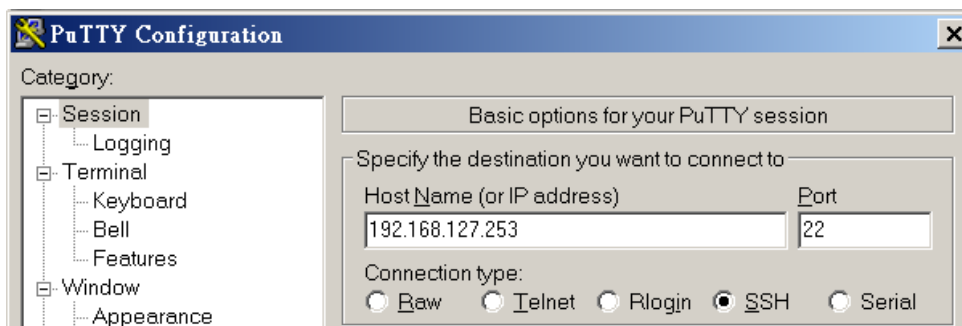 PuTTY Configuration
Category:
Session
Logging
Terminal
Keyboard
Bell
Features
Window
Appearance
Basic options for your PuTTY session
Specify the destination you want to connect to
Host Name (or IP address) Port
192.168.127.253 22
Connection type:
Raw Telnet Rlogin SSH Serial